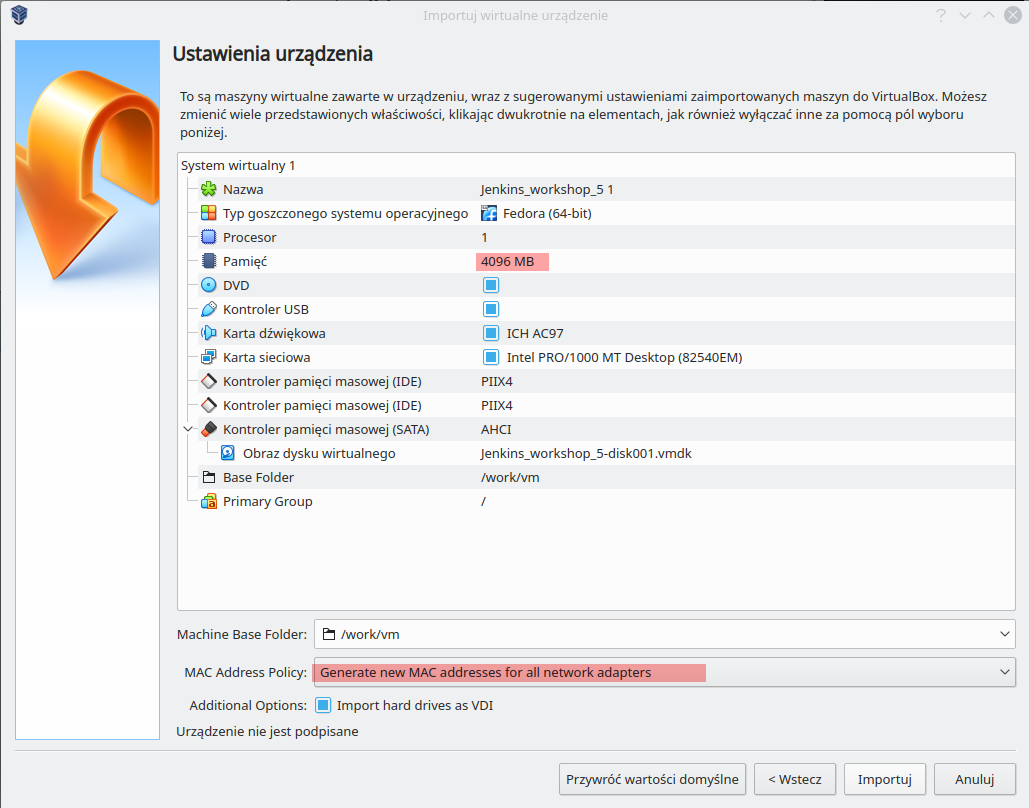 Importuj wirtualne urządzenie
Ustawienia urządzenia
To są maszyny wirtualne zawarte w urządzeniu, wraz z sugerowanymi ustawieniami zaimportowanych maszyn do VirtualBox. Możesz
zmienić wiele przedstawionych właściwości, klikając dwukrotnie na elementach, jak również wyłączać inne za pomocą pól wyboru
poniżej.
System wirtualny 1
Nazwa Jenkins_workshop_5 1
Typ goszczonego systemu operacyjnego Fedora (64-bit)
Procesor 1
Pamięć 4096 MB
DVD
Kontroler USB
Karta dźwiękowa ICH AC97
Karta sieciowa Intel PRO/1000 MT Desktop (82540EM)
Kontroler pamięci masowej (IDE) PIIX4
Kontroler pamięci masowej (IDE) PIIX4
Kontroler pamięci masowej (SATA) AHCI
Obraz dysku wirtualnego Jenkins_workshop_5-disk001.vmdk
Base Folder /work/vm
Primary Group /
Machine Base Folder: /work/vm
MAC Address Policy: Generate new MAC addresses for all network adapters
Additional Options: Import hard drives as VDI
Urządzenie nie jest podpisane
Przywróć wartości domyślne < Wstecz Importuj Anuluj